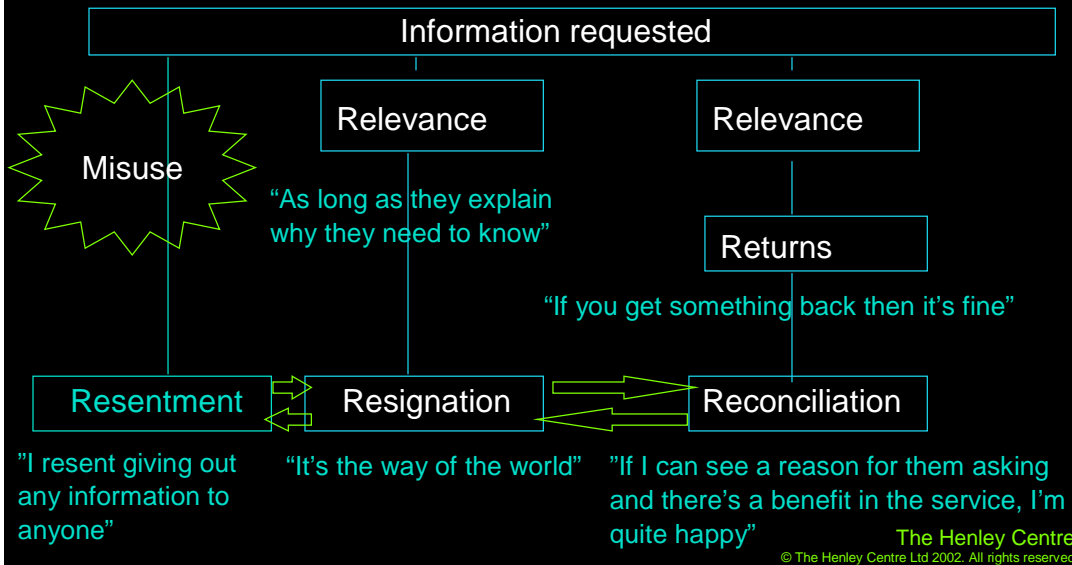 Information requested
Misuse
Relevance
Relevance
“As long as they explain
why they need to know”
Returns
“If you get something back then it’s fine”
Resentment
Resignation
Reconciliation
”I resent giving out
any information to
anyone”
“It’s the way of the world”
”If I can see a reason for them asking
and there’s a benefit in the service, I’m
quite happy”
The Henley Centre
© The Henley Centre Ltd 2002. All rights reserved